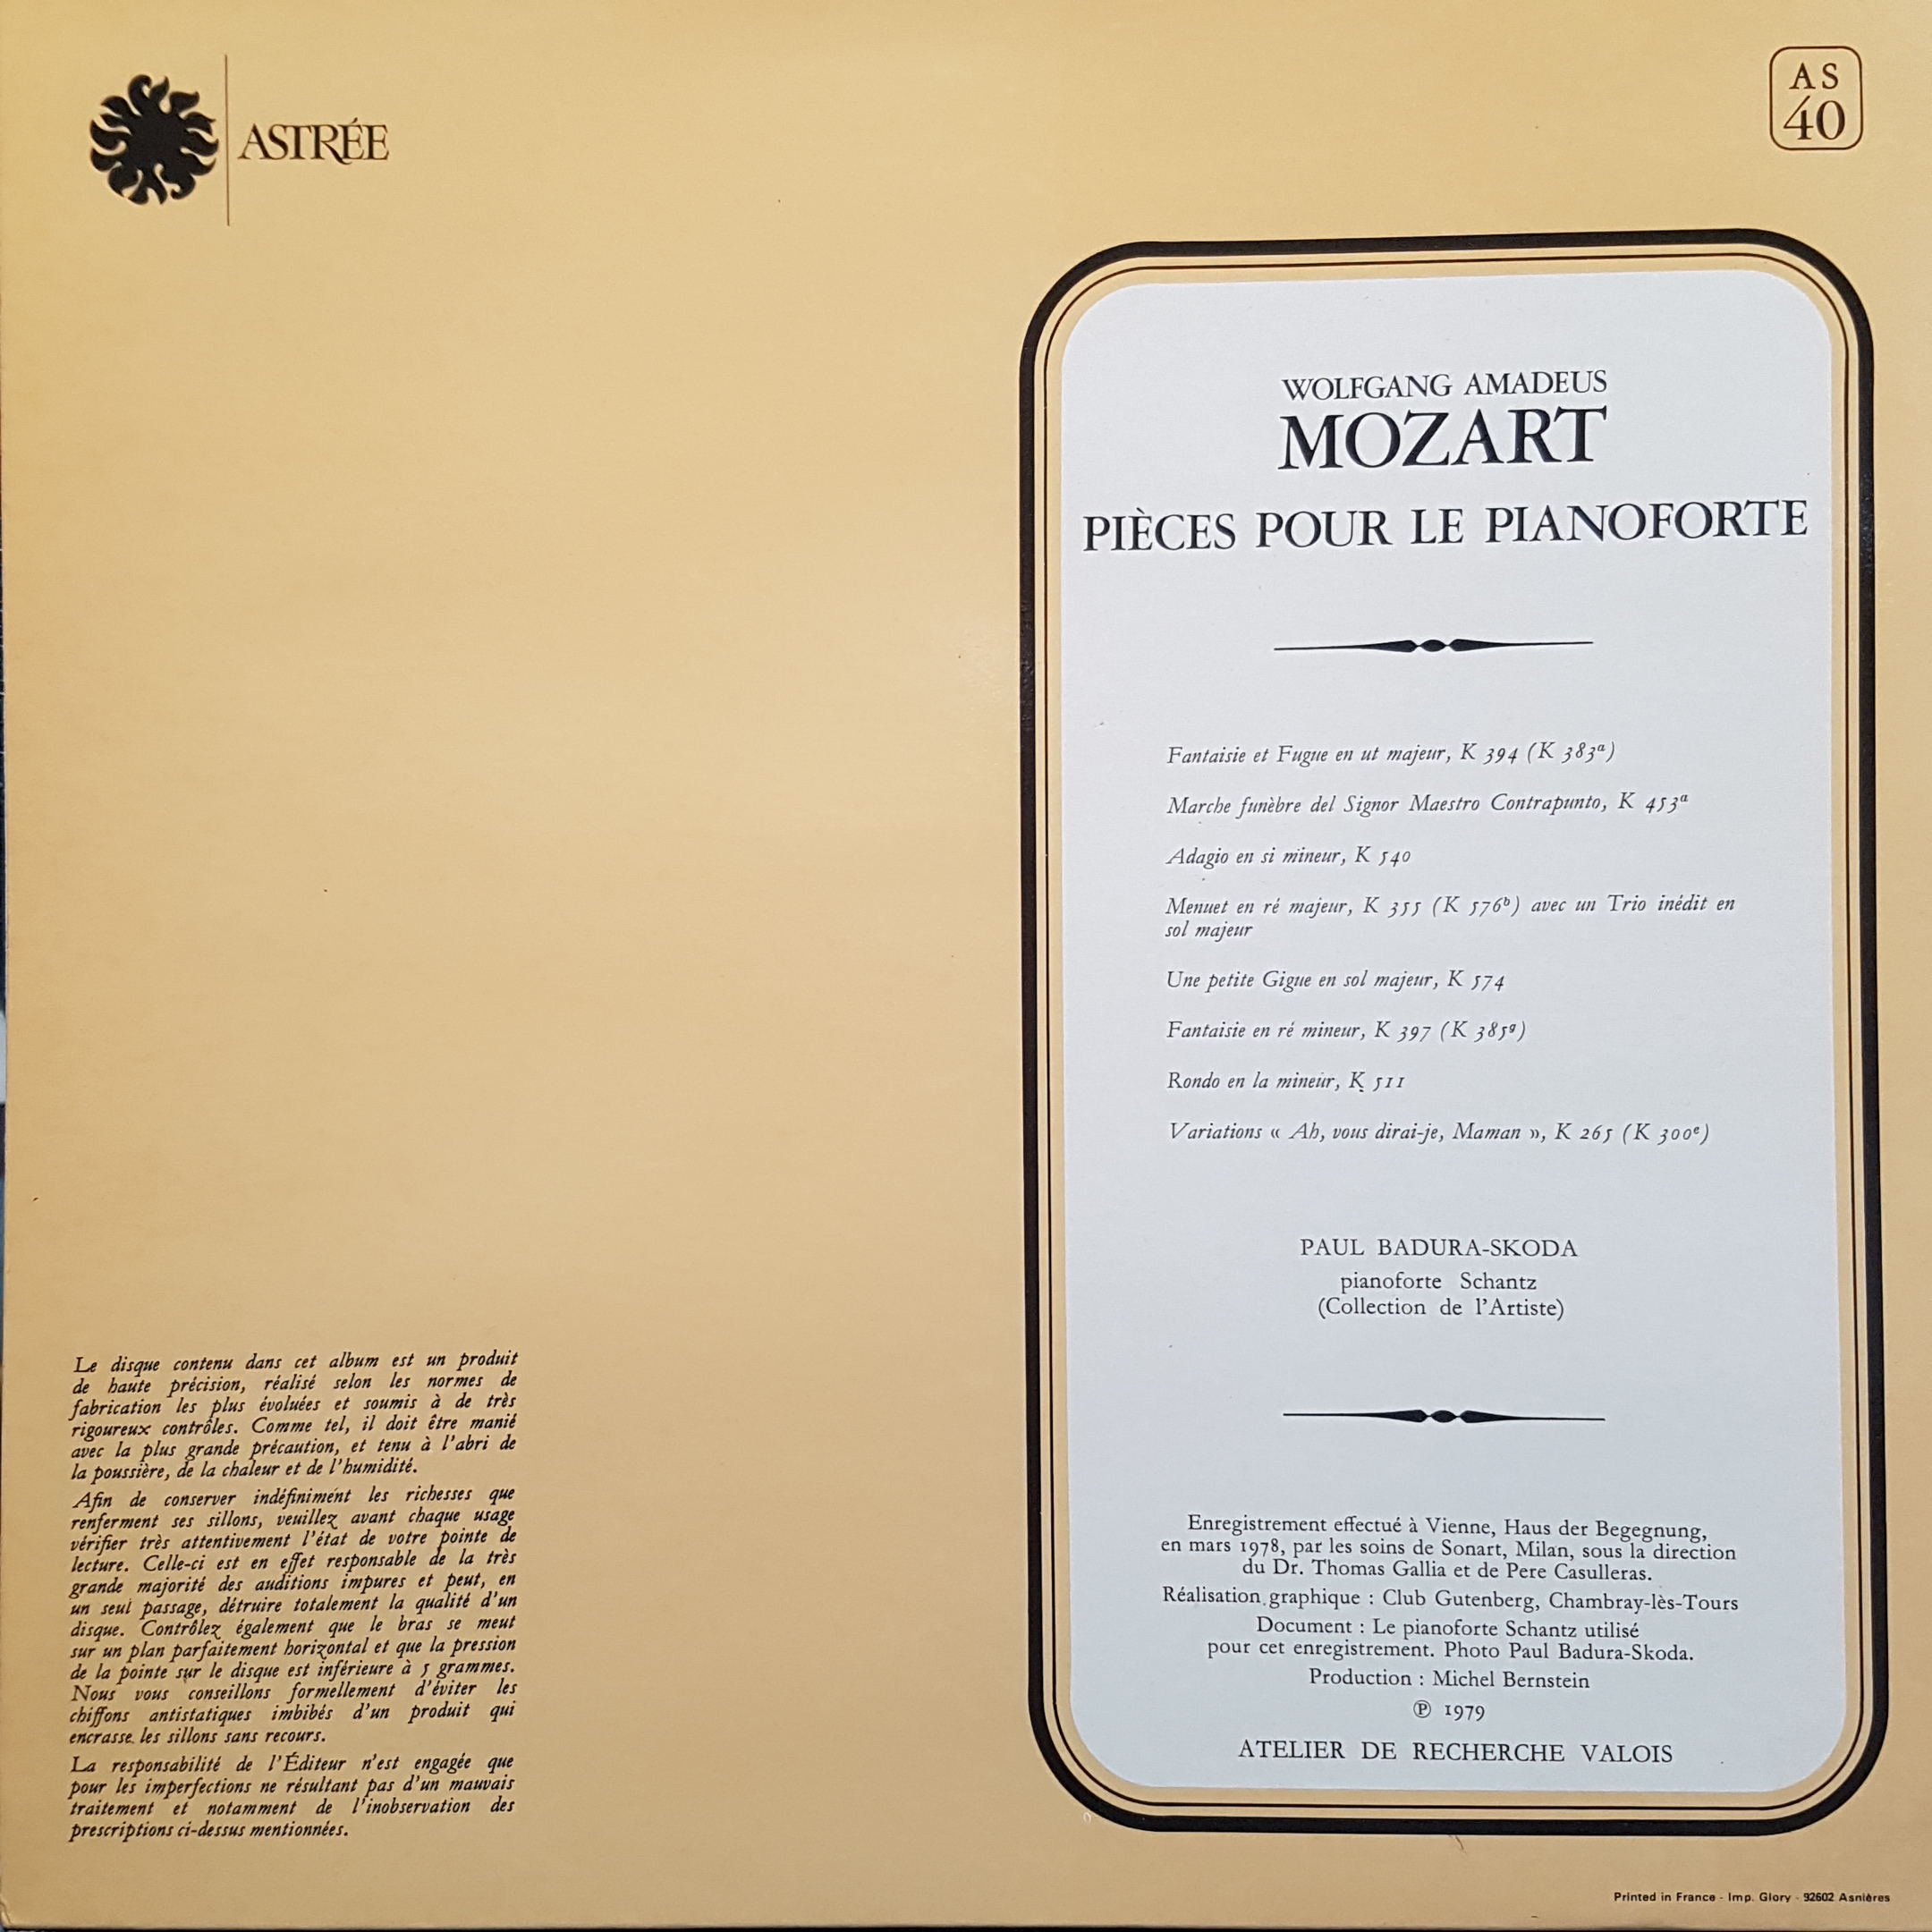 ASTRÉE
AS
40
WOLFGANG AMADEUS
MOZART
PIÈCES POUR LE PIANOFORTE
Fantaisie et Fugue en ut majeur, K 394 (K 383ª)
Marche funèbre del Signor Maestro Contrapunto, K 453ª
Adagio en si mineur, K 540
Menuet en ré majeur, K 355 (K 576ᵇ) avec un Trio inédit en
sol majeur
Une petite Gigue en sol majeur, K 574
Fantaisie en ré mineur, K 397 (K 385ᵍ)
Rondo en la mineur, K 511
Variations « Ah, vous dirai-je, Maman », K 265 (K 300ᵉ)
PAUL BADURA-SKODA
pianoforte Schantz
(Collection de l'Artiste)
Enregistrement effectué à Vienne, Haus der Begegnung,
en mars 1978, par les soins de Sonart, Milan, sous la direction
du Dr. Thomas Gallia et de Pere Casulleras.
Réalisation graphique : Club Gutenberg, Chambray-lès-Tours
Document : Le pianoforte Schantz utilisé
pour cet enregistrement. Photo Paul Badura-Skoda.
Production : Michel Bernstein
℗ 1979
ATELIER DE RECHERCHE VALOIS
Le disque contenu dans cet album est un produit
de haute précision, réalisé selon les normes de
fabrication les plus évoluées et soumis à de très
rigoureux contrôles. Comme tel, il doit être manié
avec la plus grande précaution, et tenu à l'abri de
la poussière, de la chaleur et de l'humidité.
Afin de conserver indéfiniment les richesses que
renferment ses sillons, veuillez avant chaque usage
vérifier très attentivement l'état de votre pointe de
lecture. Celle-ci est en effet responsable de la très
grande majorité des auditions impures et peut, en
un seul passage, détruire totalement la qualité d'un
disque. Contrôlez également que le bras se meut
sur un plan parfaitement horizontal et que la pression
de la pointe sur le disque est inférieure à 5 grammes.
Nous vous conseillons formellement d'éviter les
chiffons antistatiques imbibés d'un produit qui
encrasse les sillons sans recours.
La responsabilité de l'Éditeur n'est engagée que
pour les imperfections ne résultant pas d'un mauvais
traitement et notamment de l'inobservation des
prescriptions ci-dessus mentionnées.
Printed in France - Imp. Glory - 92602 Asnières